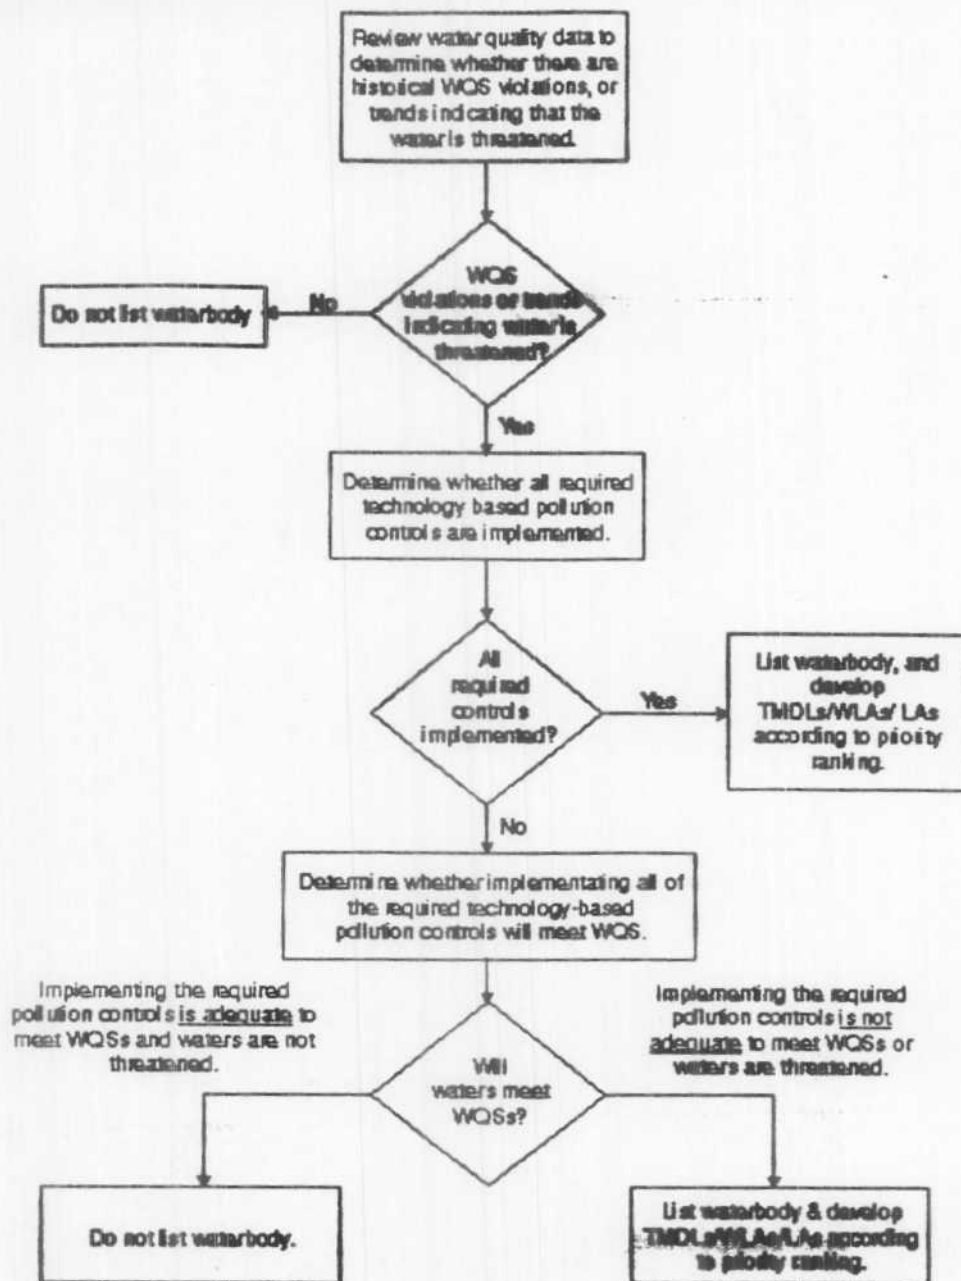 Review water quality data to
determine whether there are
historical WQS violations, or
trends indicating that the
water is threatened.
WQS
violations or trends
indicating water is
threatened?
No
Do not list waterbody
Yes
Determine whether all required
technology based pollution
controls are implemented.
All
required
controls
implemented?
Yes
List waterbody, and
develop
TMDLs/WLAs/ LAs
according to priority
ranking.
No
Determine whether implementating all of
the required technology-based
pollution controls will meet WQS.
Implementing the required
pollution controls is adequate to
meet WQSs and waters are not
threatened.
Implementing the required
pollution controls is not
adequate to meet WQSs or
waters are threatened.
Will
waters meet
WQSs?
Do not list waterbody.
List waterbody & develop
TMDLs/WLAs/LAs according
to priority ranking.